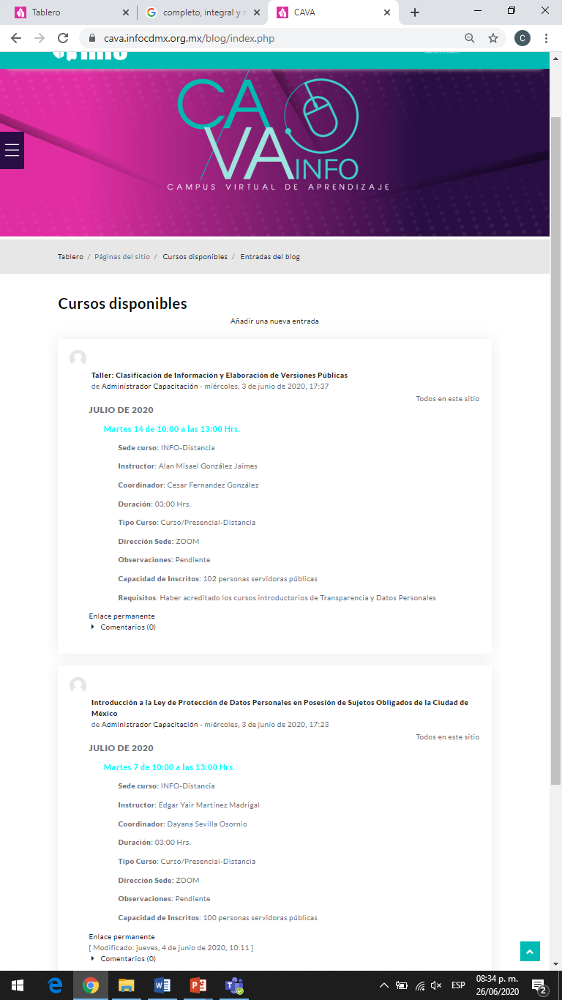 Tablero
completo, integral y r
CAVA
cava.infocdmx.org.mx/blog/index.php
C
CAVA INFO
CAMPUS VIRTUAL DE APRENDIZAJE
Tablero / Páginas del sitio / Cursos disponibles / Entradas del blog
Cursos disponibles
Añadir una nueva entrada
Taller: Clasificación de Información y Elaboración de Versiones Públicas
de Administrador Capacitación - miércoles, 3 de junio de 2020, 17:37
Todos en este sitio
JULIO DE 2020
Martes 14 de 10:00 a las 13:00 Hrs.
Sede curso: INFO-Distancia
Instructor: Alan Misael González Jaimes
Coordinador: Cesar Fernandez González
Duración: 03:00 Hrs.
Tipo Curso: Curso/Presencial-Distancia
Dirección Sede: ZOOM
Observaciones: Pendiente
Capacidad de Inscritos: 102 personas servidoras públicas
Requisitos: Haber acreditado los cursos introductorios de Transparencia y Datos Personales
Enlace permanente
Comentarios (0)
Introducción a la Ley de Protección de Datos Personales en Posesión de Sujetos Obligados de la Ciudad de
México
de Administrador Capacitación - miércoles, 3 de junio de 2020, 17:23
Todos en este sitio
JULIO DE 2020
Martes 7 de 10:00 a las 13:00 Hrs.
Sede curso: INFO-Distancia
Instructor: Edgar Yair Martinez Madrigal
Coordinador: Dayana Sevilla Osornio
Duración: 03:00 Hrs.
Tipo Curso: Curso/Presencial-Distancia
Dirección Sede: ZOOM
Observaciones: Pendiente
Capacidad de Inscritos: 100 personas servidoras públicas
Enlace permanente
[ Modificado: jueves, 4 de junio de 2020, 10:11 ]
Comentarios (0)
ESP
08:34 p. m.
26/06/2020
2